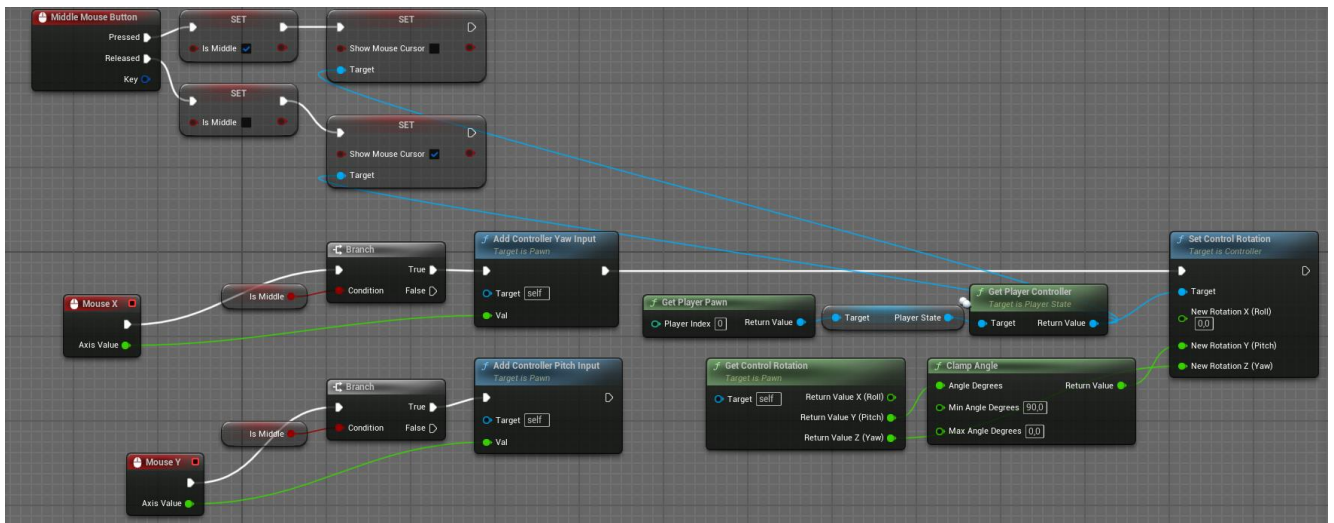 Middle Mouse Button
Pressed
Released
Key
SET
Is Middle
SET
Show Mouse Cursor
Target
SET
Is Middle
SET
Show Mouse Cursor
Target
Mouse X
Axis Value
Is Middle
Branch
True
Condition
False
Add Controller Yaw Input
Target is Pawn
Target self
Val
Get Player Pawn
Player Index 0
Return Value
Target
Player State
Get Player Controller
Target is Player State
Target
Return Value
Set Control Rotation
Target is Controller
Target
New Rotation X (Roll)
0,0
New Rotation Y (Pitch)
New Rotation Z (Yaw)
Mouse Y
Axis Value
Is Middle
Branch
True
Condition
False
Add Controller Pitch Input
Target is Pawn
Target self
Val
Get Control Rotation
Target is Pawn
Target self
Return Value X (Roll)
Return Value Y (Pitch)
Return Value Z (Yaw)
Clamp Angle
Angle Degrees
Return Value
Min Angle Degrees 90,0
Max Angle Degrees 0,0